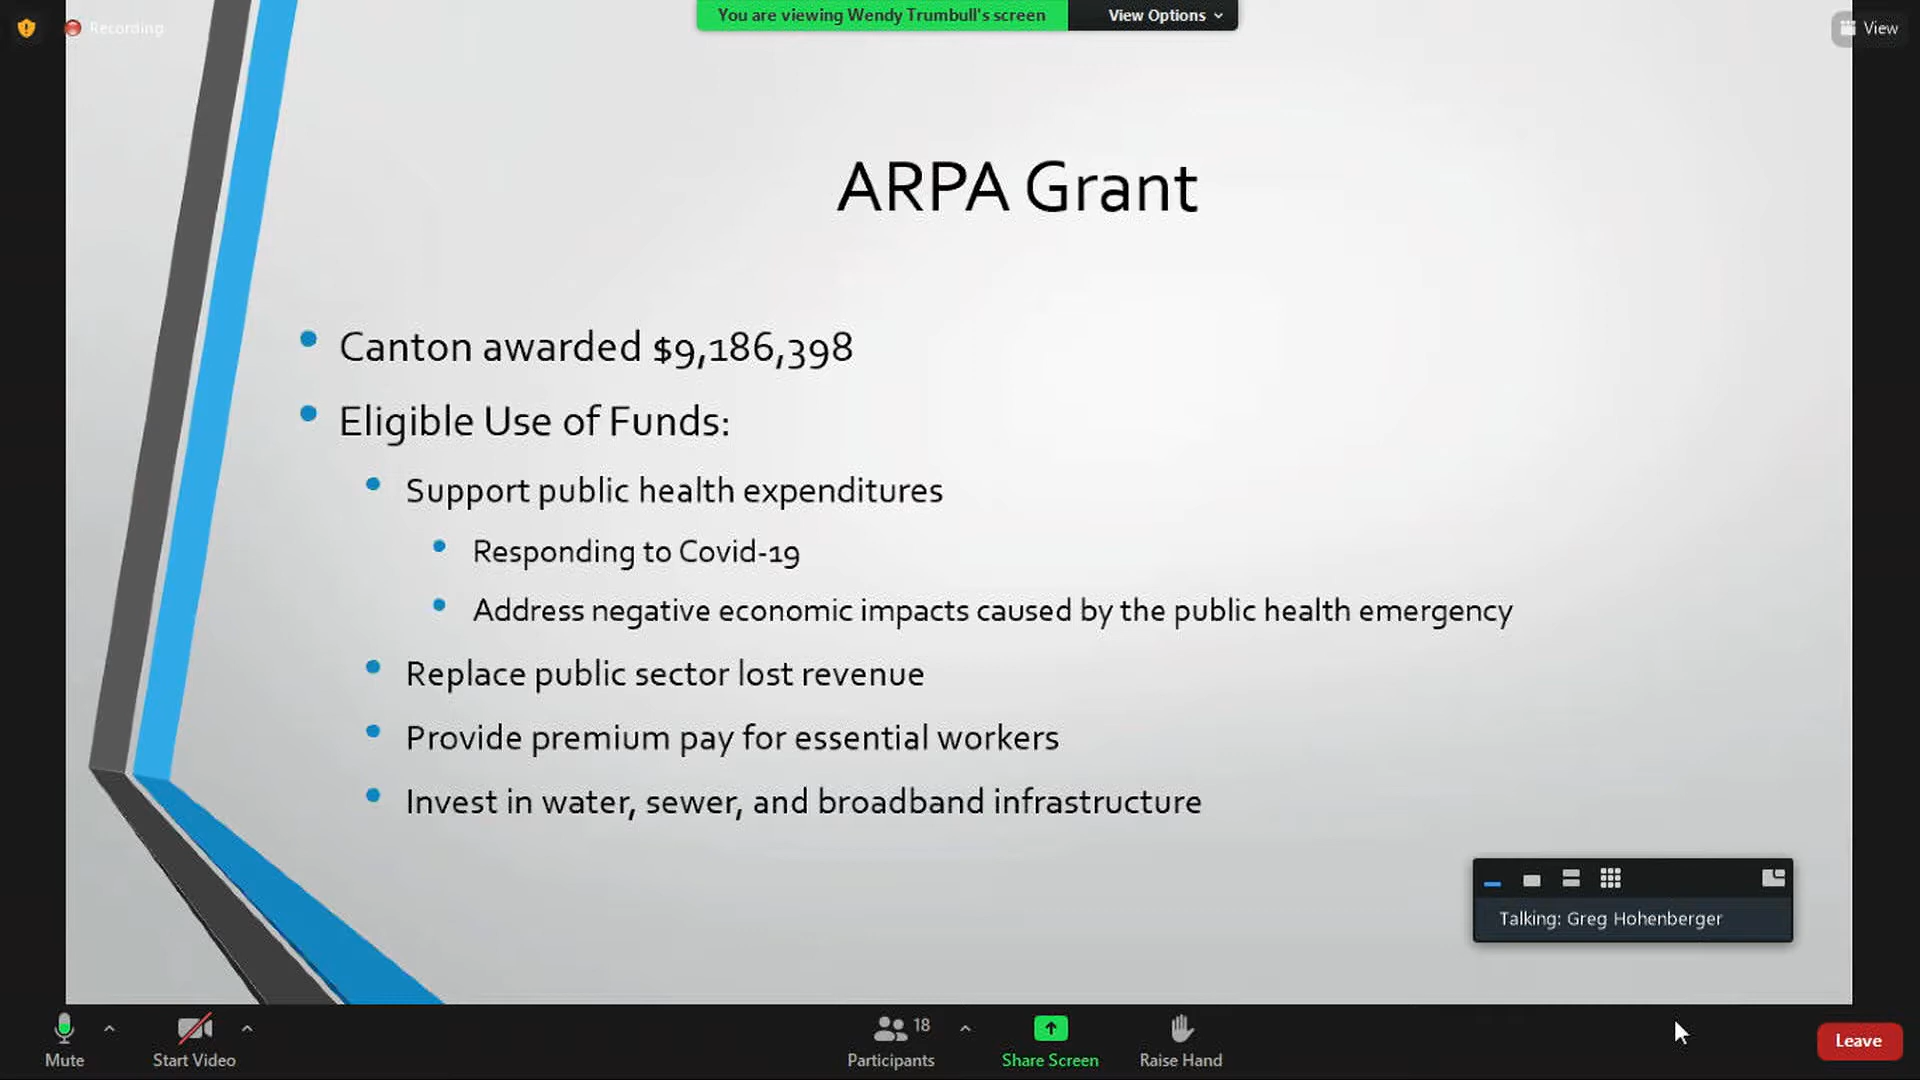 Recording
You are viewing Wendy Trumbull's screen
View Options
View
ARPA Grant
Canton awarded $9,186,398
Eligible Use of Funds:
Support public health expenditures
Responding to Covid-19
Address negative economic impacts caused by the public health emergency
Replace public sector lost revenue
Provide premium pay for essential workers
Invest in water, sewer, and broadband infrastructure
Talking: Greg Hohenberger
Mute
Start Video
18
Participants
Share Screen
Raise Hand
Leave